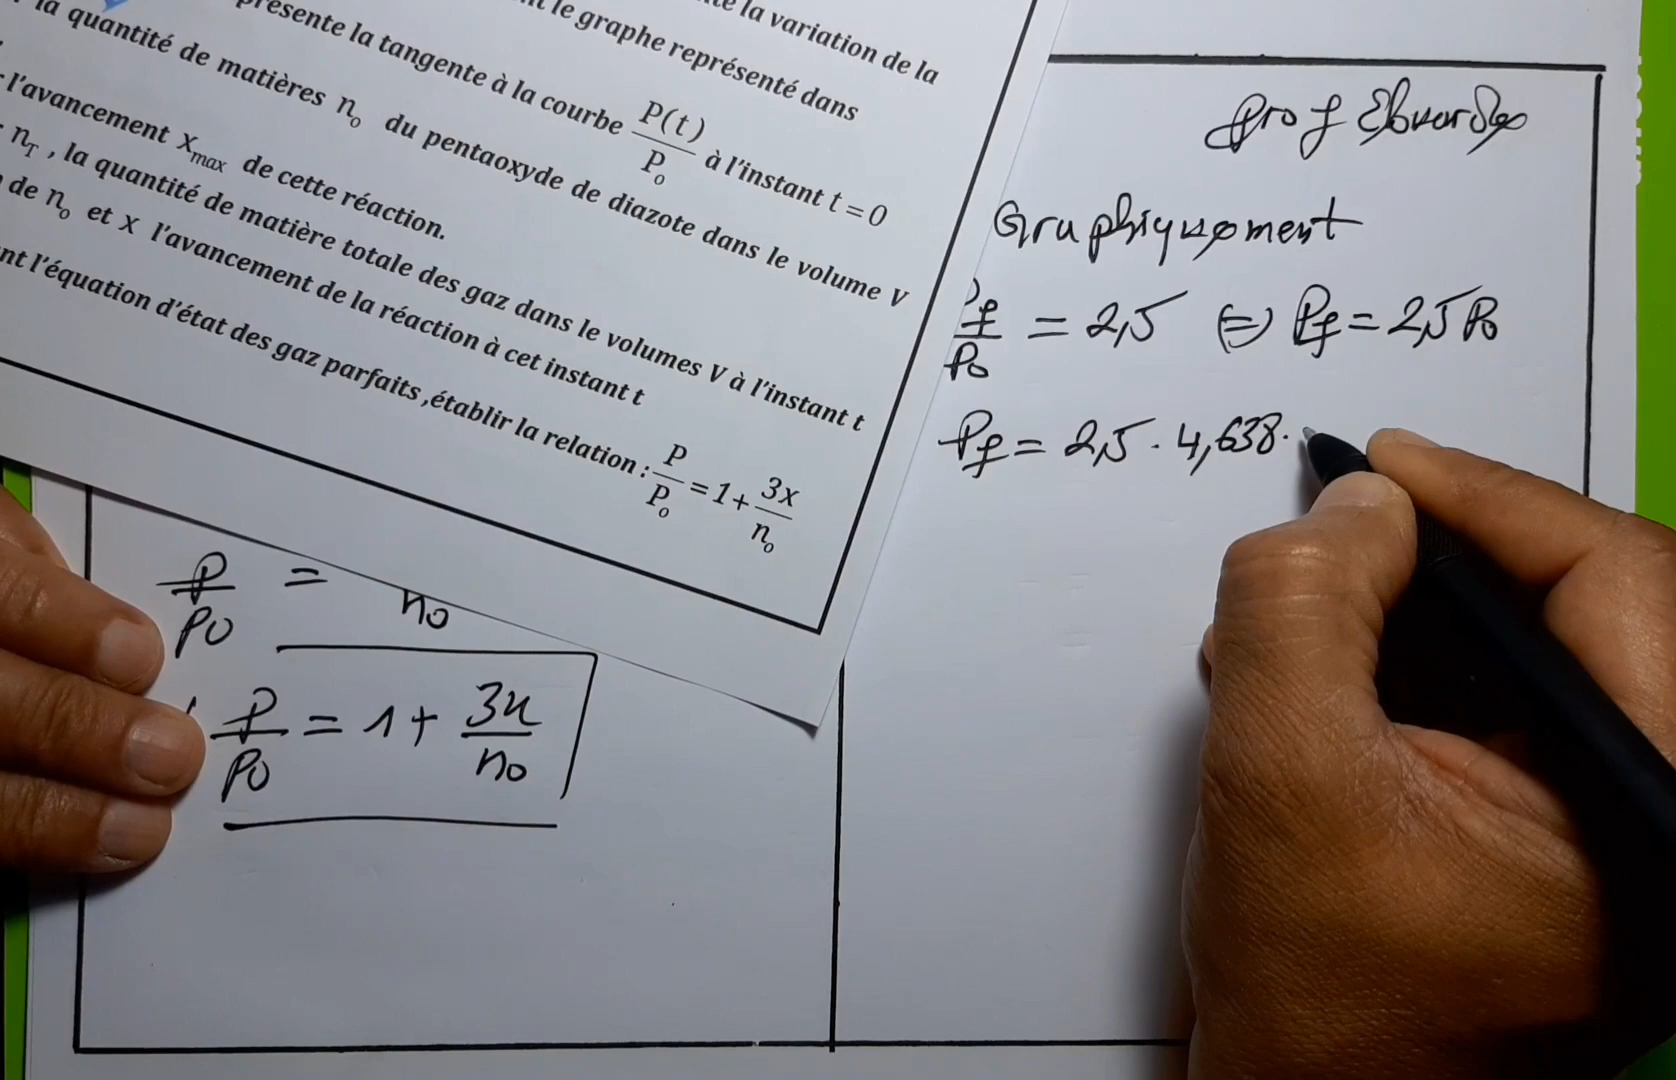 la variation de la
le graphe représenté dans
résente la tangente à la courbe P(t)/P₀ à l'instant t = 0
la quantité de matières n₀ du pentaoxyde de diazote dans le volume V
l'avancement x_max de cette réaction.
n_T , la quantité de matière totale des gaz dans le volumes V à l'instant t
de n₀ et x l'avancement de la réaction à cet instant t
nt l'équation d'état des gaz parfaits ,établir la relation : P/P₀ = 1+ 3x/n₀
P/P0 =
n0
P/P0 = 1 + 3x/n0
prof
Graphiquement
Pf/P0 = 2,5 ⇔ Pf = 2,5 P0
Pf = 2,5 · 4,638 ·